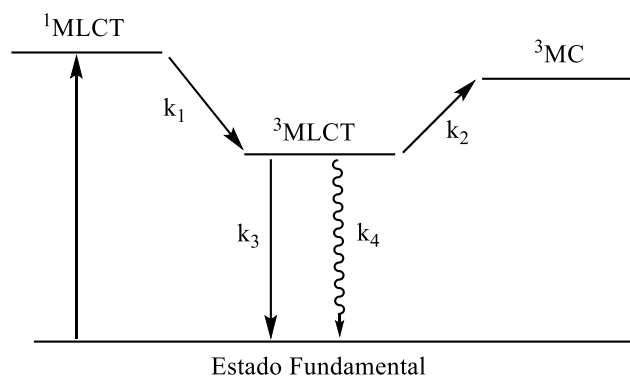 ¹MLCT
³MC
k₁
³MLCT
k₂
k₃
k₄
Estado Fundamental